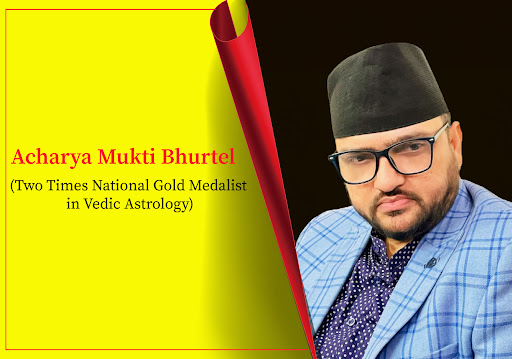 Acharya Mukti Bhurtel
(Two Times National Gold Medalist
in Vedic Astrology)